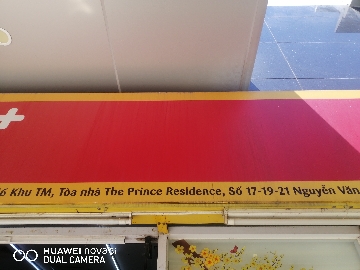 6 Khu TM, Tòa nhà The Prince Residence, Số 17-19-21 Nguyễn Văn
HUAWEI nova 3i
DUAL CAMERA